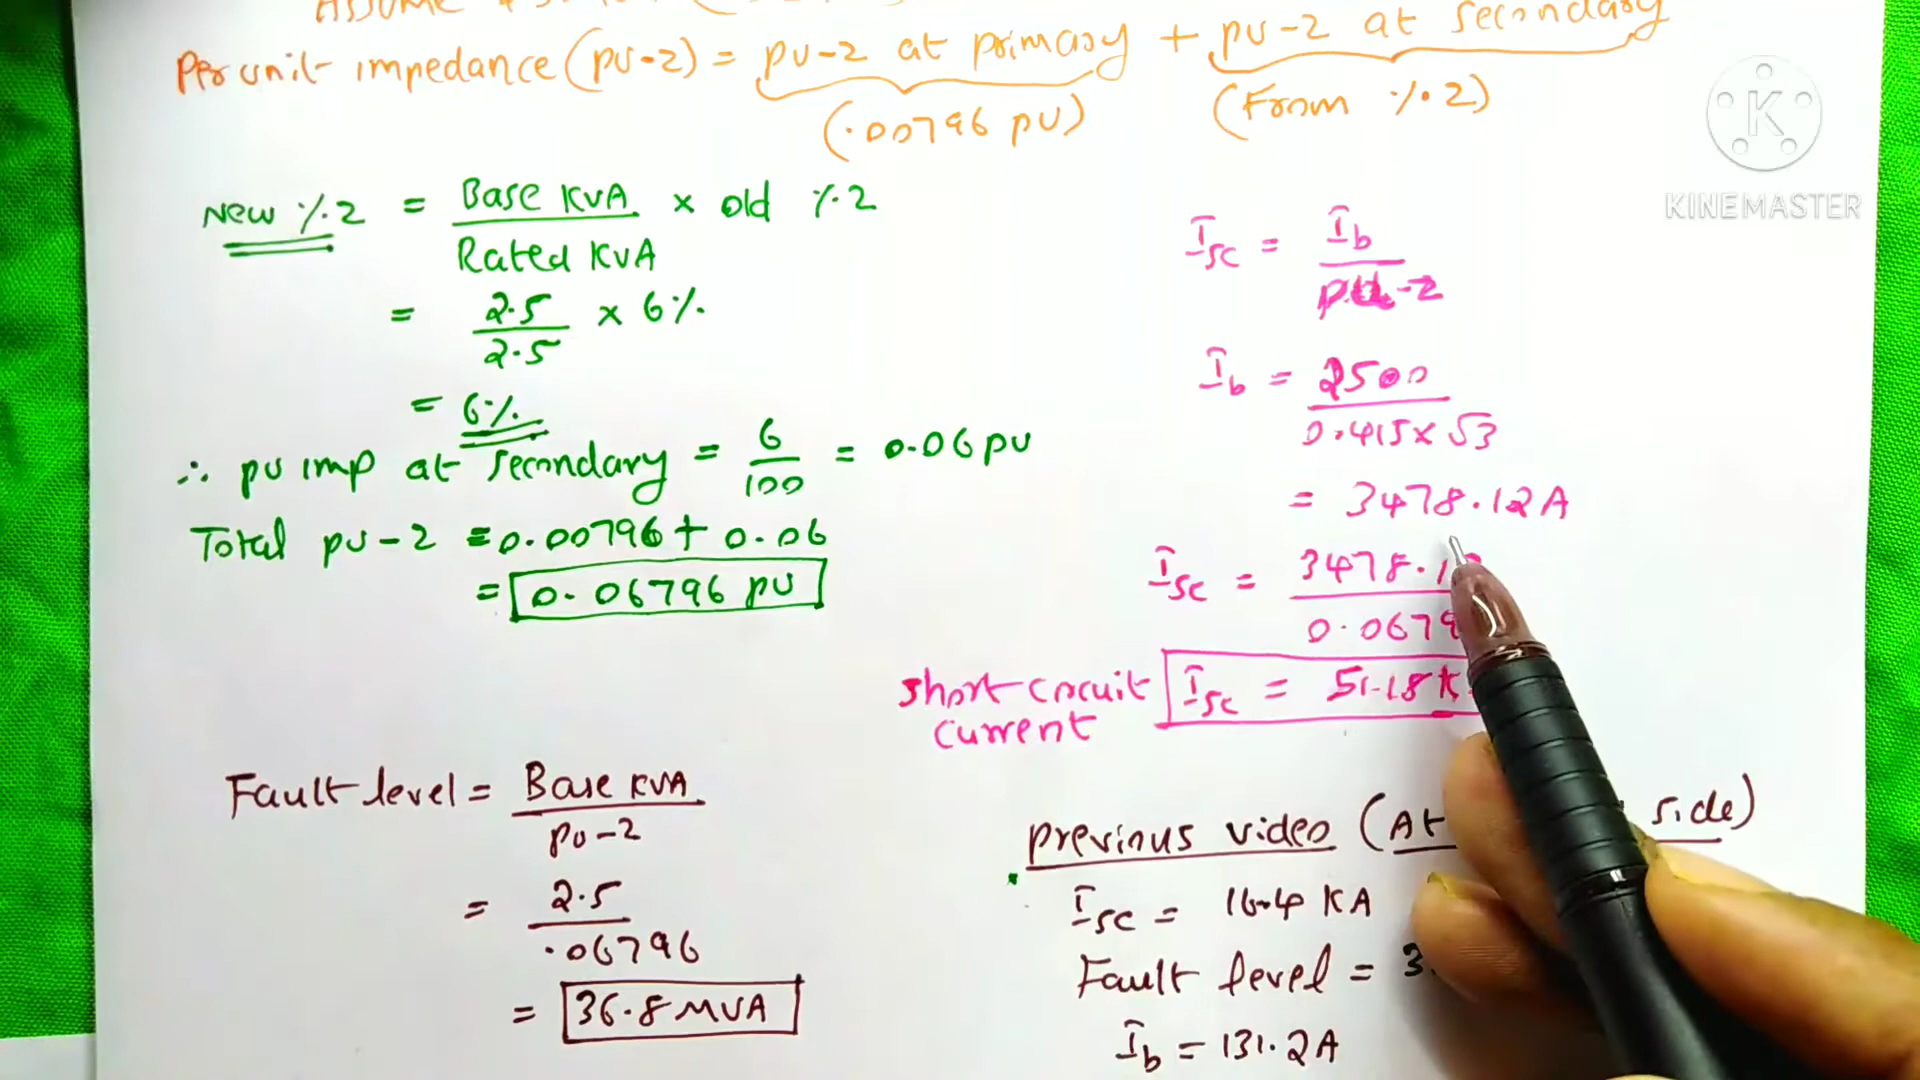 Per unit impedance (pu-z) = pu-z at primary + pu-z at secondary
(.00796 pu)
(From %z)
New %z = Base KVA × old %z
Rated KVA
= 2.5 × 6%
2.5
= 6%
∴ pu imp at secondary = 6 = 0.06 pu
100
Total pu-z = 0.00796 + 0.06
= 0.06796 pu
Fault level = Base KVA
pu-z
= 2.5
.06796
= 36.8 MVA
K
KINEMASTER
Isc = Ib
pu-z
Ib = 2500
0.415 × √3
= 3478.12A
Isc = 3478.1
0.0679
short circuit Isc = 51.18 K
current
previous video (At side)
Isc = 16.4 KA
Fault level = 3
Ib = 131.2A